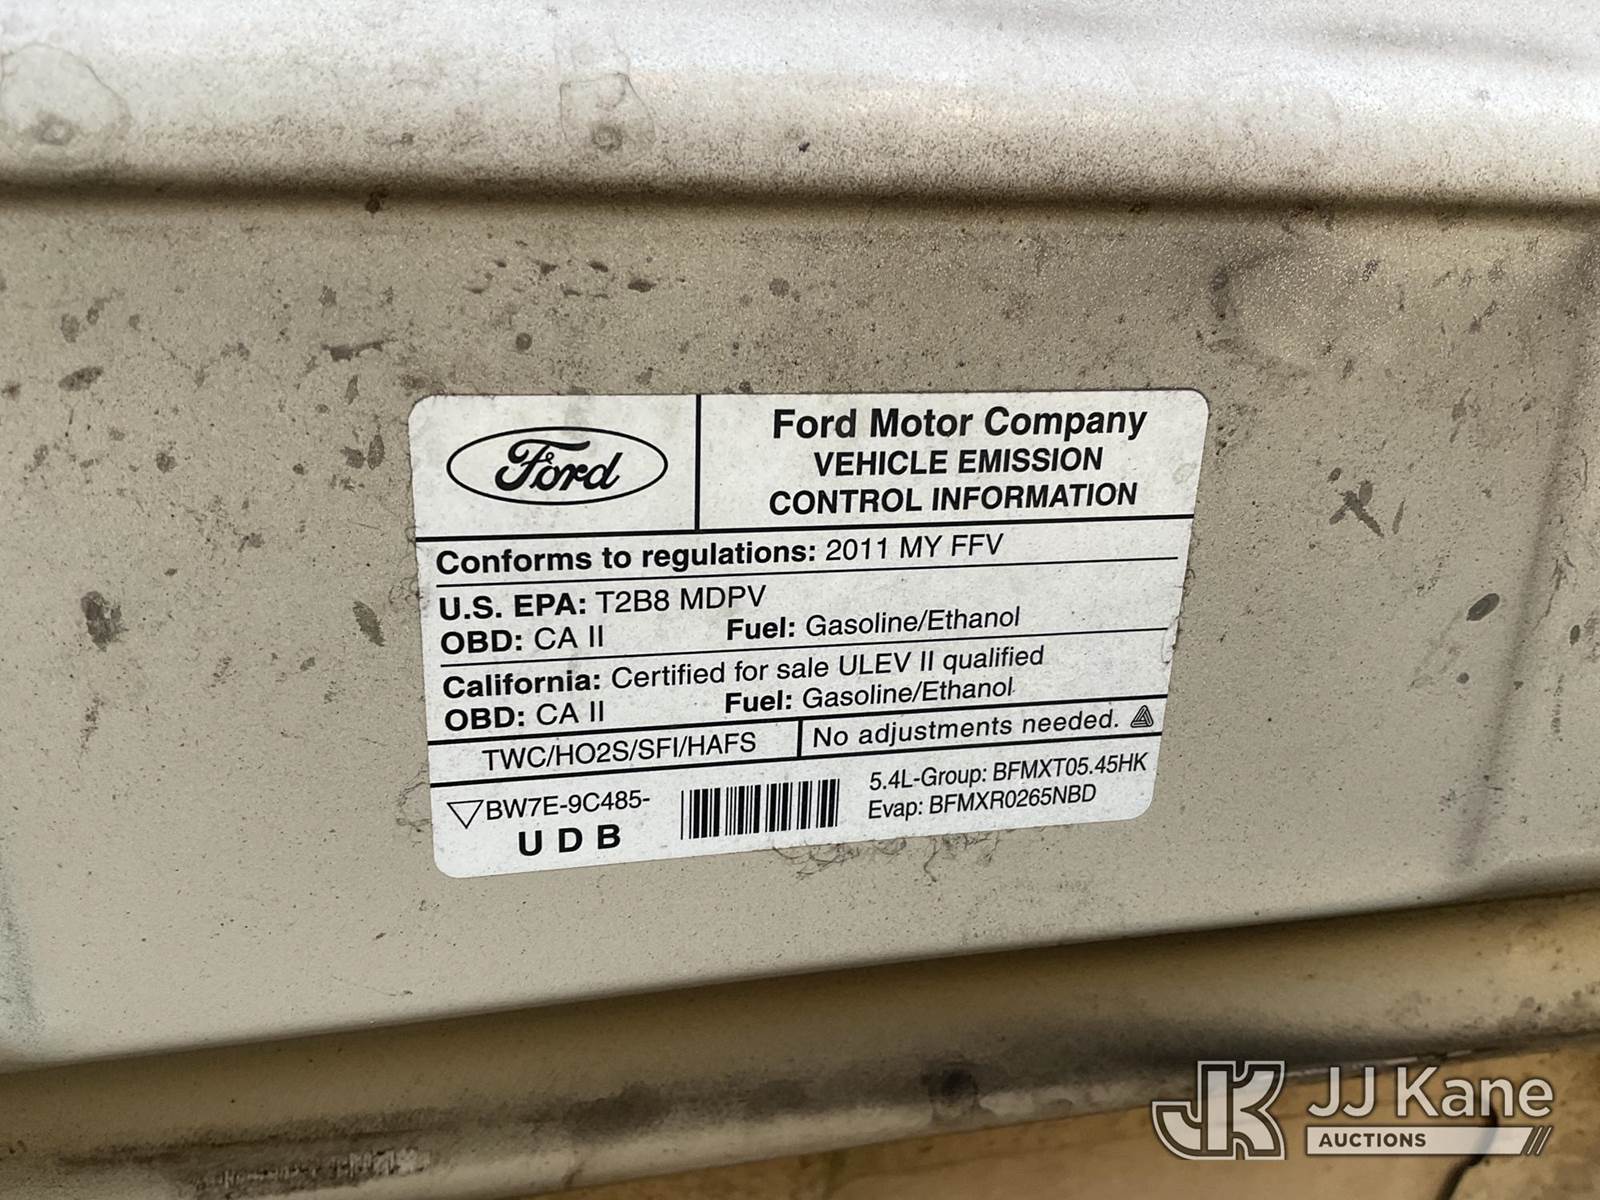 Ford
Ford Motor Company
VEHICLE EMISSION
CONTROL INFORMATION
Conforms to regulations: 2011 MY FFV
U.S. EPA: T2B8 MDPV
OBD: CA II Fuel: Gasoline/Ethanol
California: Certified for sale ULEV II qualified
OBD: CA II Fuel: Gasoline/Ethanol
TWC/HO2S/SFI/HAFS
No adjustments needed.
BW7E-9C485-
U D B
5.4L-Group: BFMXT05.45HK
Evap: BFMXR0265NBD
JK JJ Kane
AUCTIONS